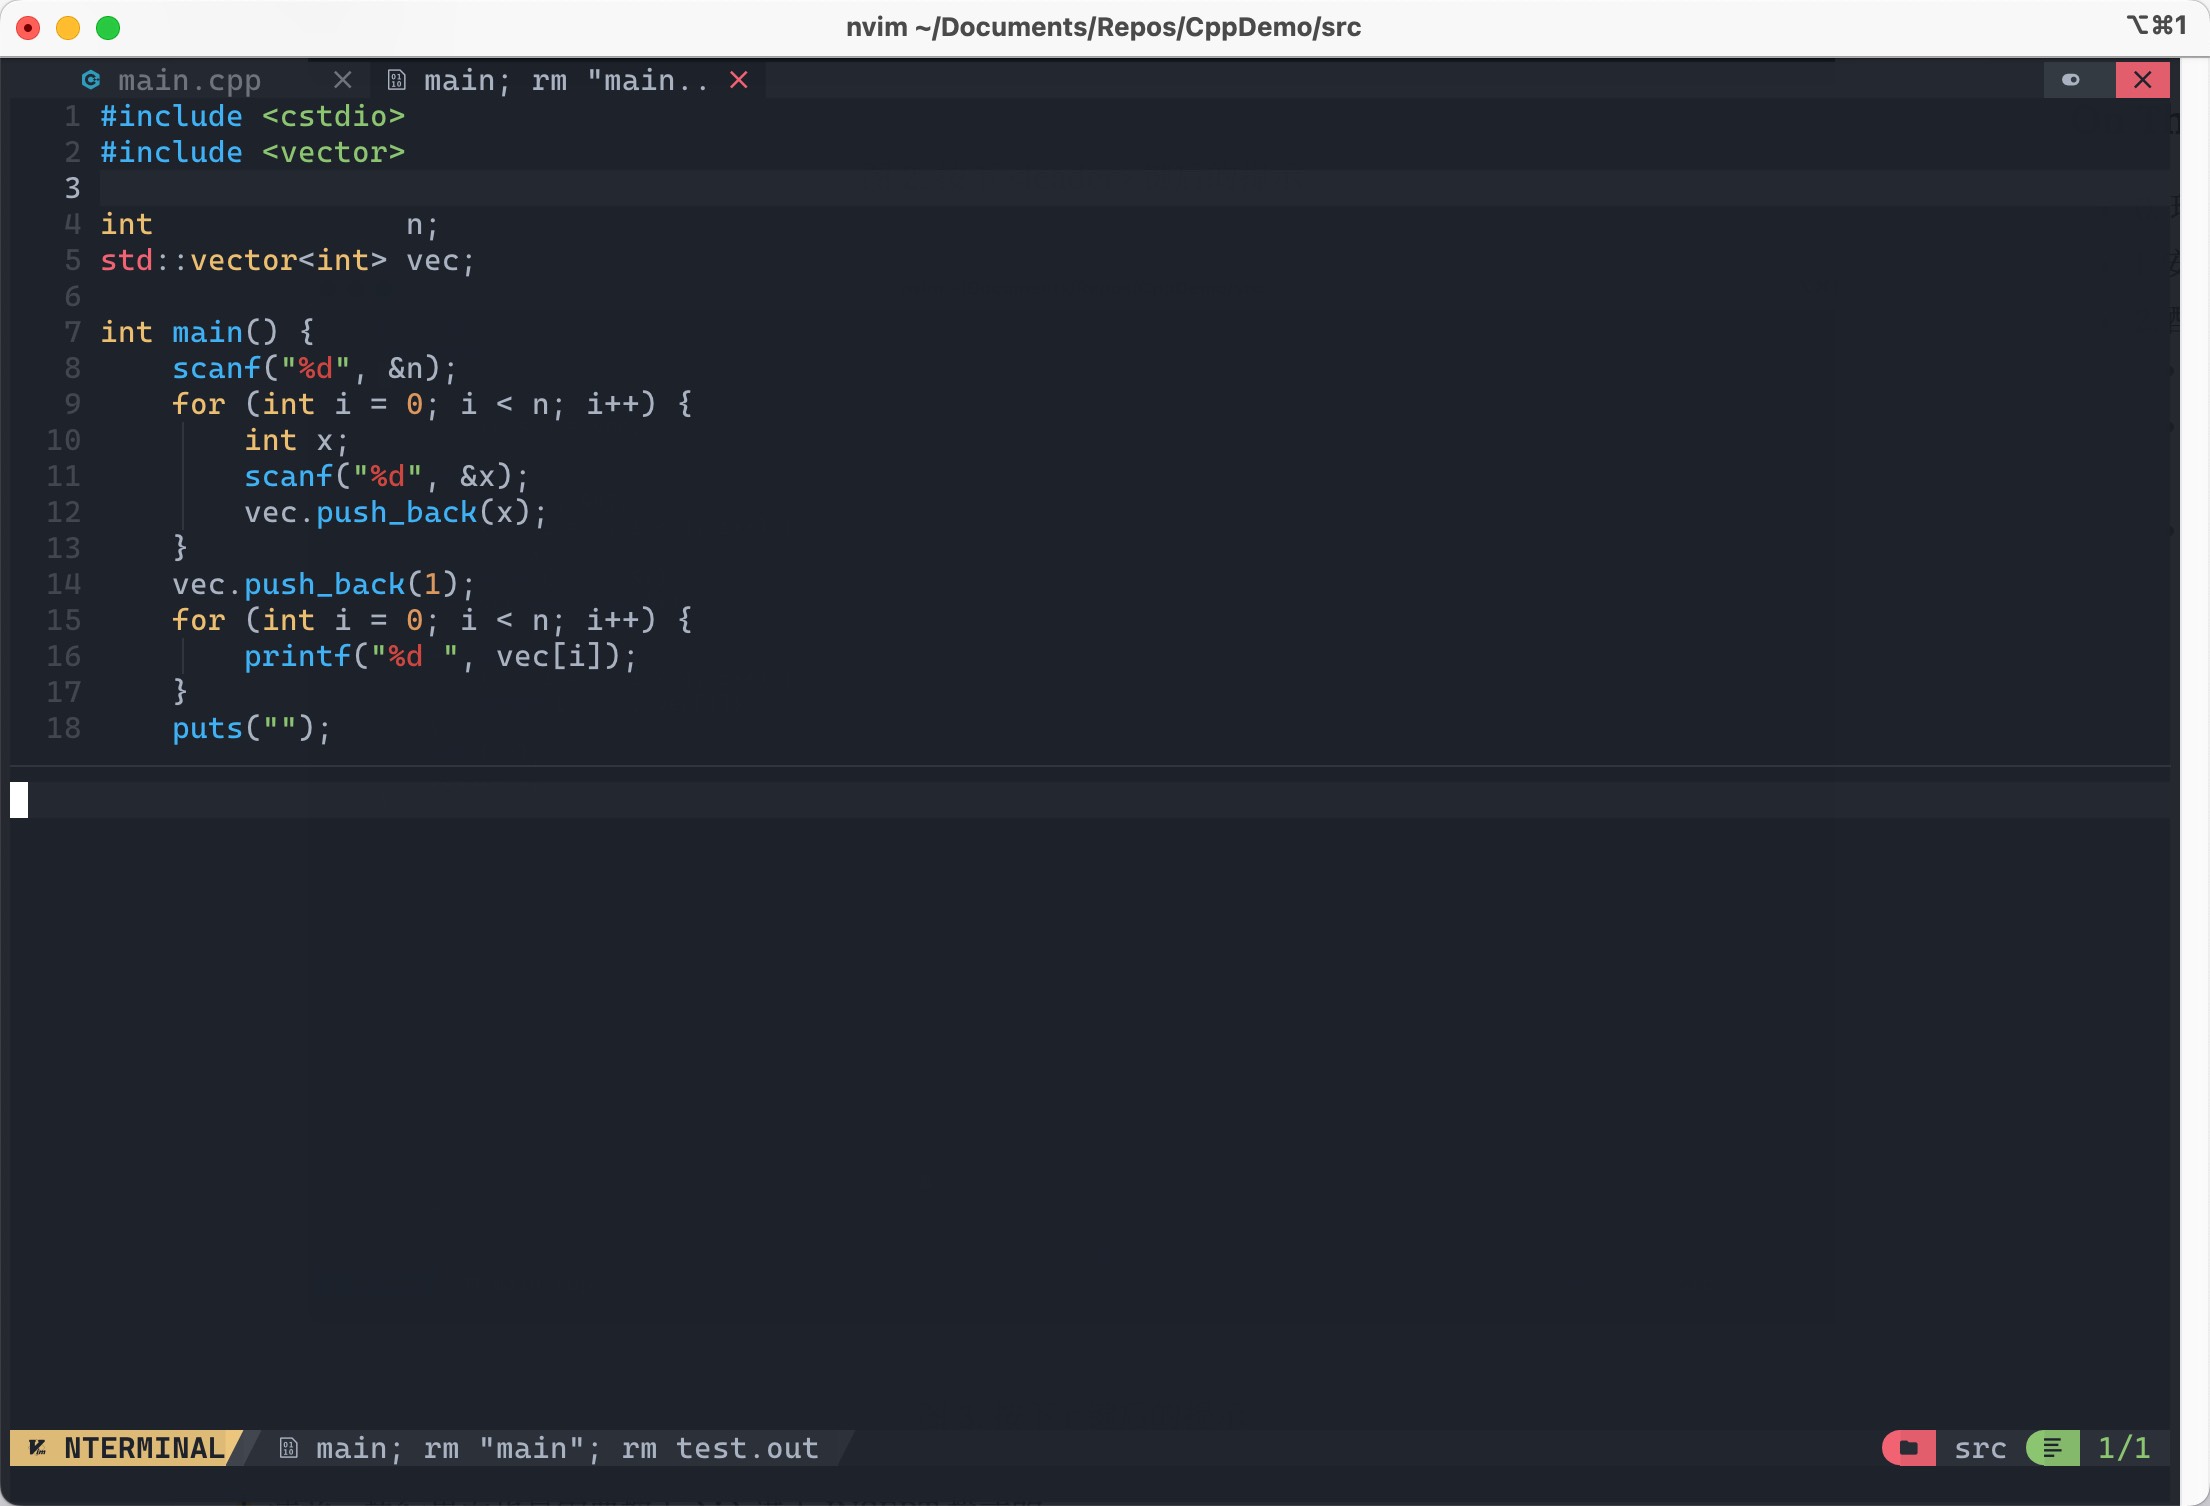 nvim ~/Documents/Repos/CppDemo/src ⌥⌘1
main.cpp main; rm "main..
1 #include <cstdio>
2 #include <vector>
3
4 int              n;
5 std::vector<int> vec;
6
7 int main() {
8     scanf("%d", &n);
9     for (int i = 0; i < n; i++) {
10         int x;
11         scanf("%d", &x);
12         vec.push_back(x);
13     }
14     vec.push_back(1);
15     for (int i = 0; i < n; i++) {
16         printf("%d ", vec[i]);
17     }
18     puts("");
NTERMINAL main; rm "main"; rm test.out src 1/1